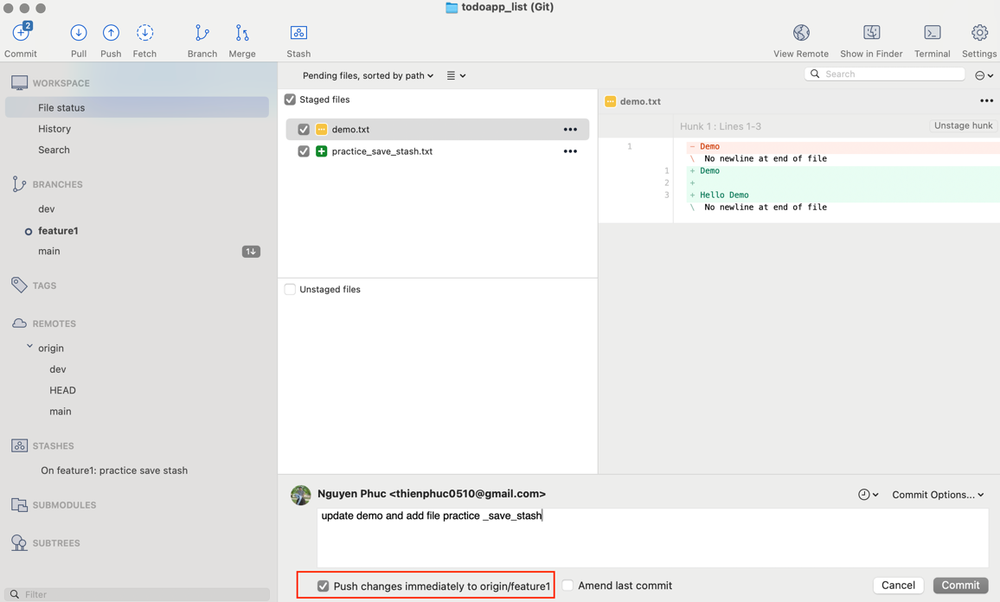 todoapp_list (Git)
2
Commit Pull Push Fetch Branch Merge Stash View Remote Show in Finder Terminal Settings
WORKSPACE
File status
History
Search
BRANCHES
dev
feature1
main 1↓
TAGS
REMOTES
origin
dev
HEAD
main
STASHES
On feature1: practice save stash
SUBMODULES
SUBTREES
Filter
Pending files, sorted by path
Search
Staged files
demo.txt
practice_save_stash.txt
Unstaged files
demo.txt
Hunk 1 : Lines 1-3 Unstage hunk
1 - Demo
\ No newline at end of file
1 + Demo
2 +
3 + Hello Demo
\ No newline at end of file
Nguyen Phuc <thienphuc0510@gmail.com>
Commit Options...
update demo and add file practice _save_stash
Push changes immediately to origin/feature1
Amend last commit
Cancel
Commit